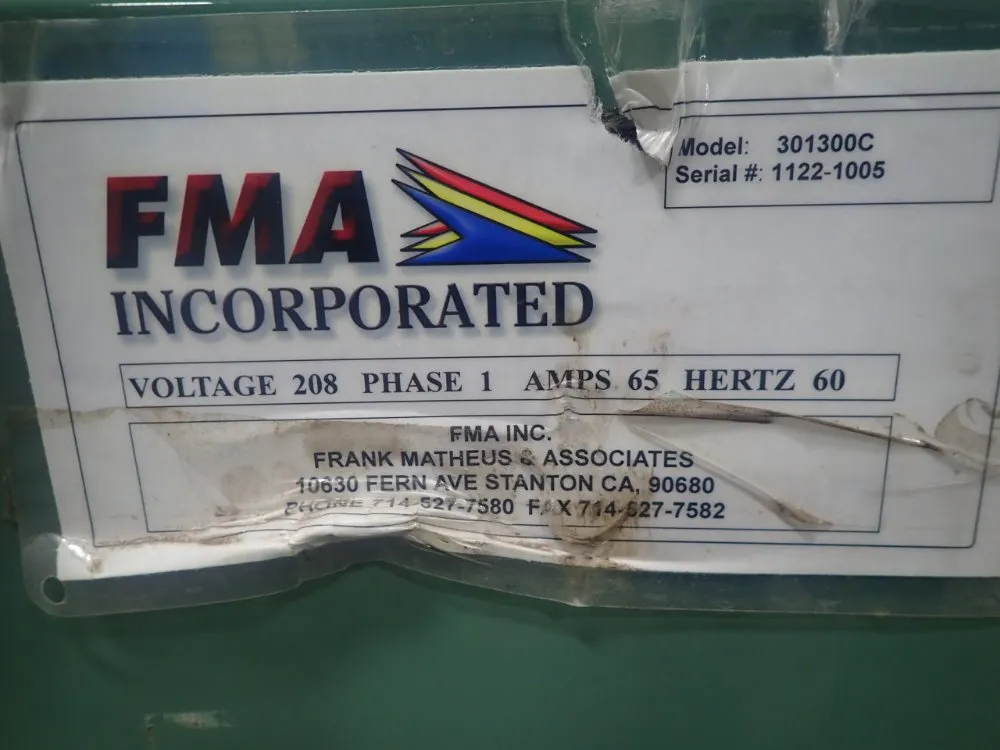 FMA
INCORPORATED
Model: 301300C
Serial #: 1122-1005
VOLTAGE 208 PHASE 1 AMPS 65 HERTZ 60
FMA INC.
FRANK MATHEUS & ASSOCIATES
10630 FERN AVE STANTON CA, 90680
PHONE 714-527-7580 FAX 714-527-7582